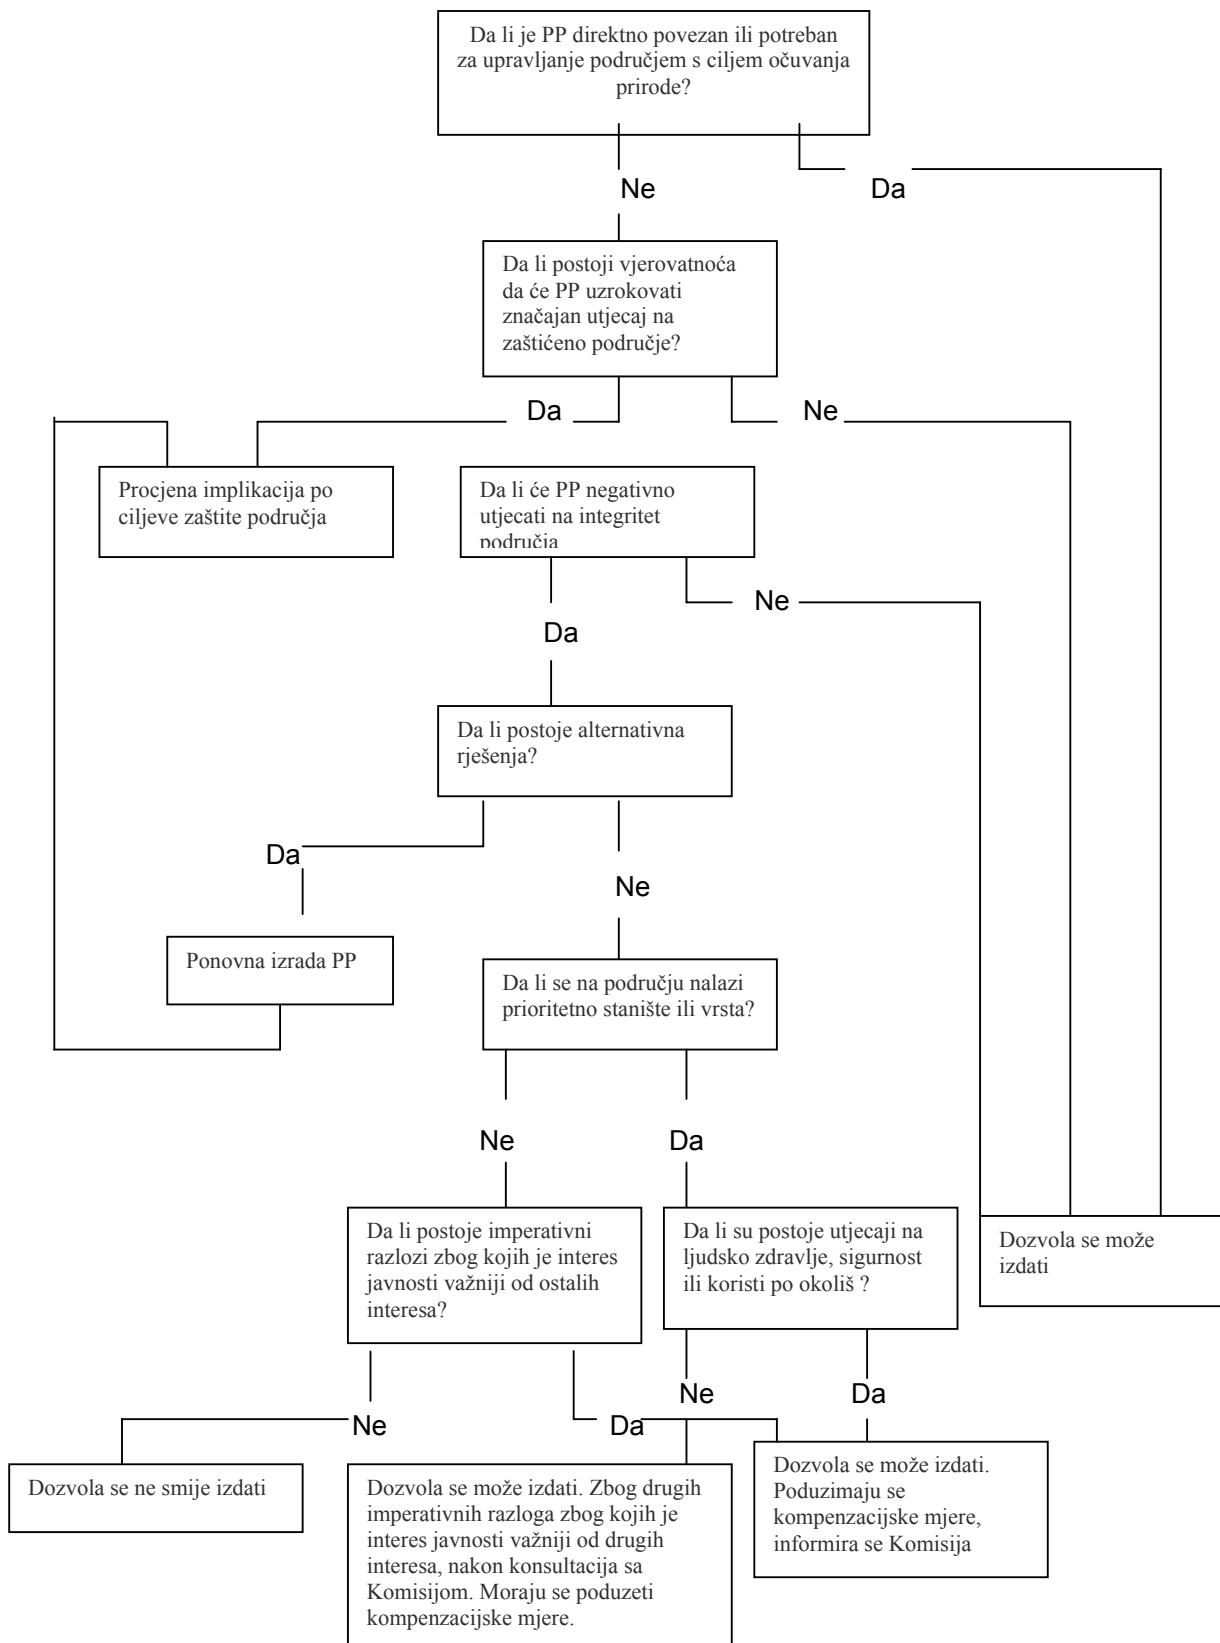 Da li je PP direktno povezan ili potreban
za upravljanje područjem s ciljem očuvanja
prirode?
Ne
Da
Da li postoji vjerovatnoća
da će PP uzrokovati
značajan utjecaj na
zaštićeno područje?
Da
Ne
Procjena implikacija po
ciljeve zaštite područja
Da li će PP negativno
utjecati na integritet
područja
Ne
Da
Da li postoje alternativna
rješenja?
Da
Ne
Ponovna izrada PP
Da li se na području nalazi
prioritetno stanište ili vrsta?
Ne
Da
Da li postoje imperativni
razlozi zbog kojih je interes
javnosti važniji od ostalih
interesa?
Da li su postoje utjecaji na
ljudsko zdravlje, sigurnost
ili koristi po okoliš ?
Dozvola se može
izdati
Ne
Da
Ne
Da
Dozvola se ne smije izdati
Dozvola se može izdati. Zbog drugih
imperativnih razloga zbog kojih je
interes javnosti važniji od drugih
interesa, nakon konsultacija sa
Komisijom. Moraju se poduzeti
kompenzacijske mjere.
Dozvola se može izdati.
Poduzimaju se
kompenzacijske mjere,
informira se Komisija